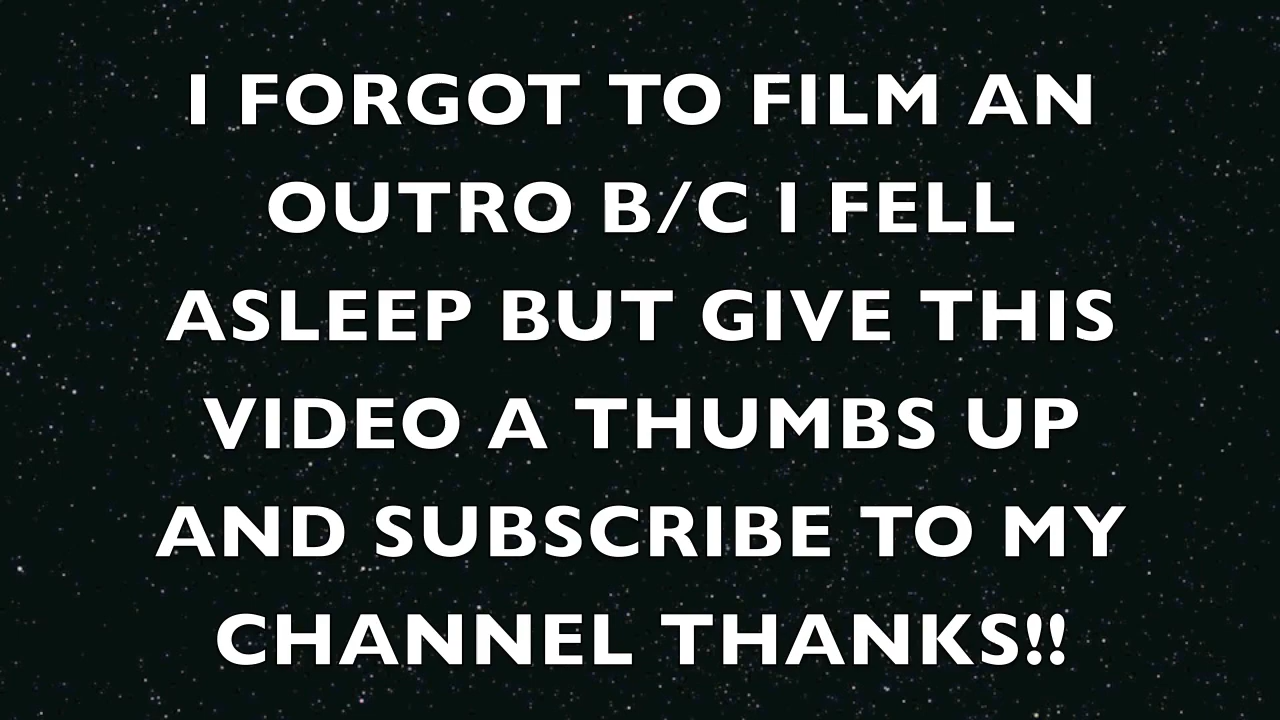 I FORGOT TO FILM AN
OUTRO B/C I FELL
ASLEEP BUT GIVE THIS
VIDEO A THUMBS UP
AND SUBSCRIBE TO MY
CHANNEL THANKS!!